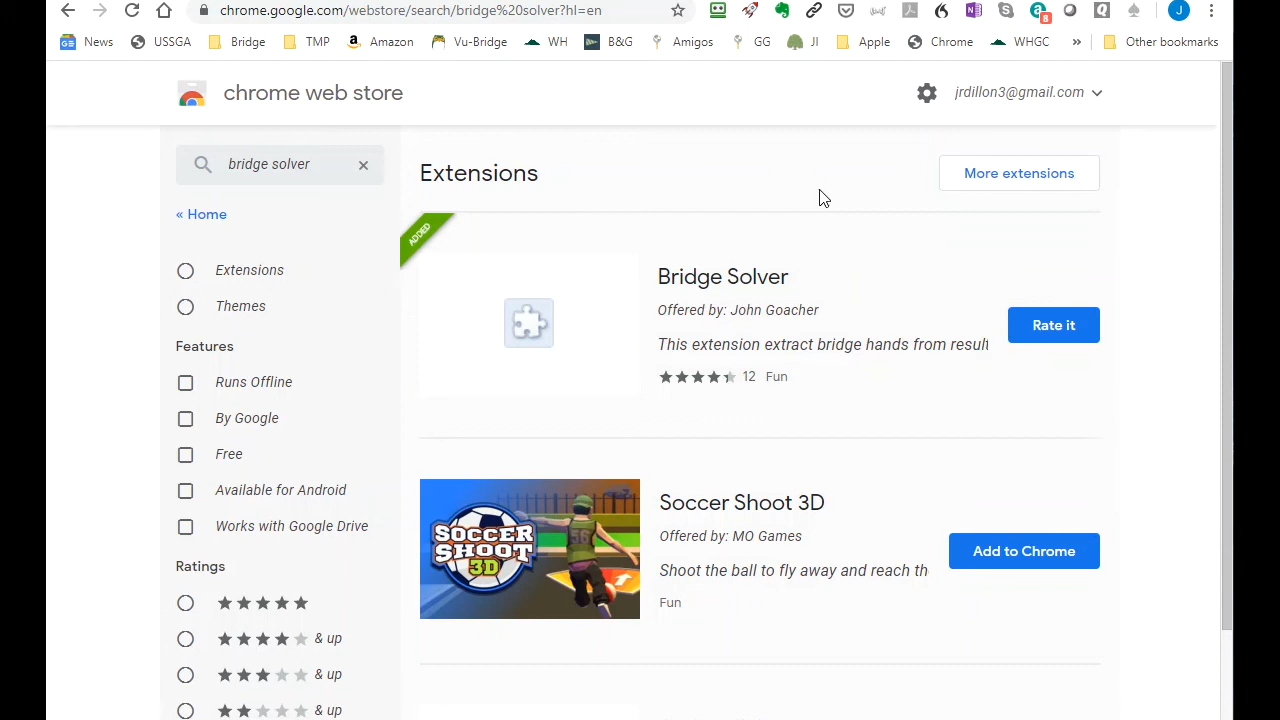 chrome.google.com/webstore/search/bridge%20solver?hl=en
8
J
News USSGA Bridge TMP Amazon Vu-Bridge WH B&G Amigos GG JI Apple Chrome WHGC » Other bookmarks
chrome web store
jrdillon3@gmail.com
bridge solver
Extensions
More extensions
« Home
ADDED
Extensions
Themes
Features
Runs Offline
By Google
Free
Available for Android
Works with Google Drive
Ratings
& up
& up
& up
Bridge Solver
Offered by: John Goacher
This extension extract bridge hands from result
12 Fun
Rate it
SOCCER
SHOOT
3D
56
Soccer Shoot 3D
Offered by: MO Games
Shoot the ball to fly away and reach th
Fun
Add to Chrome